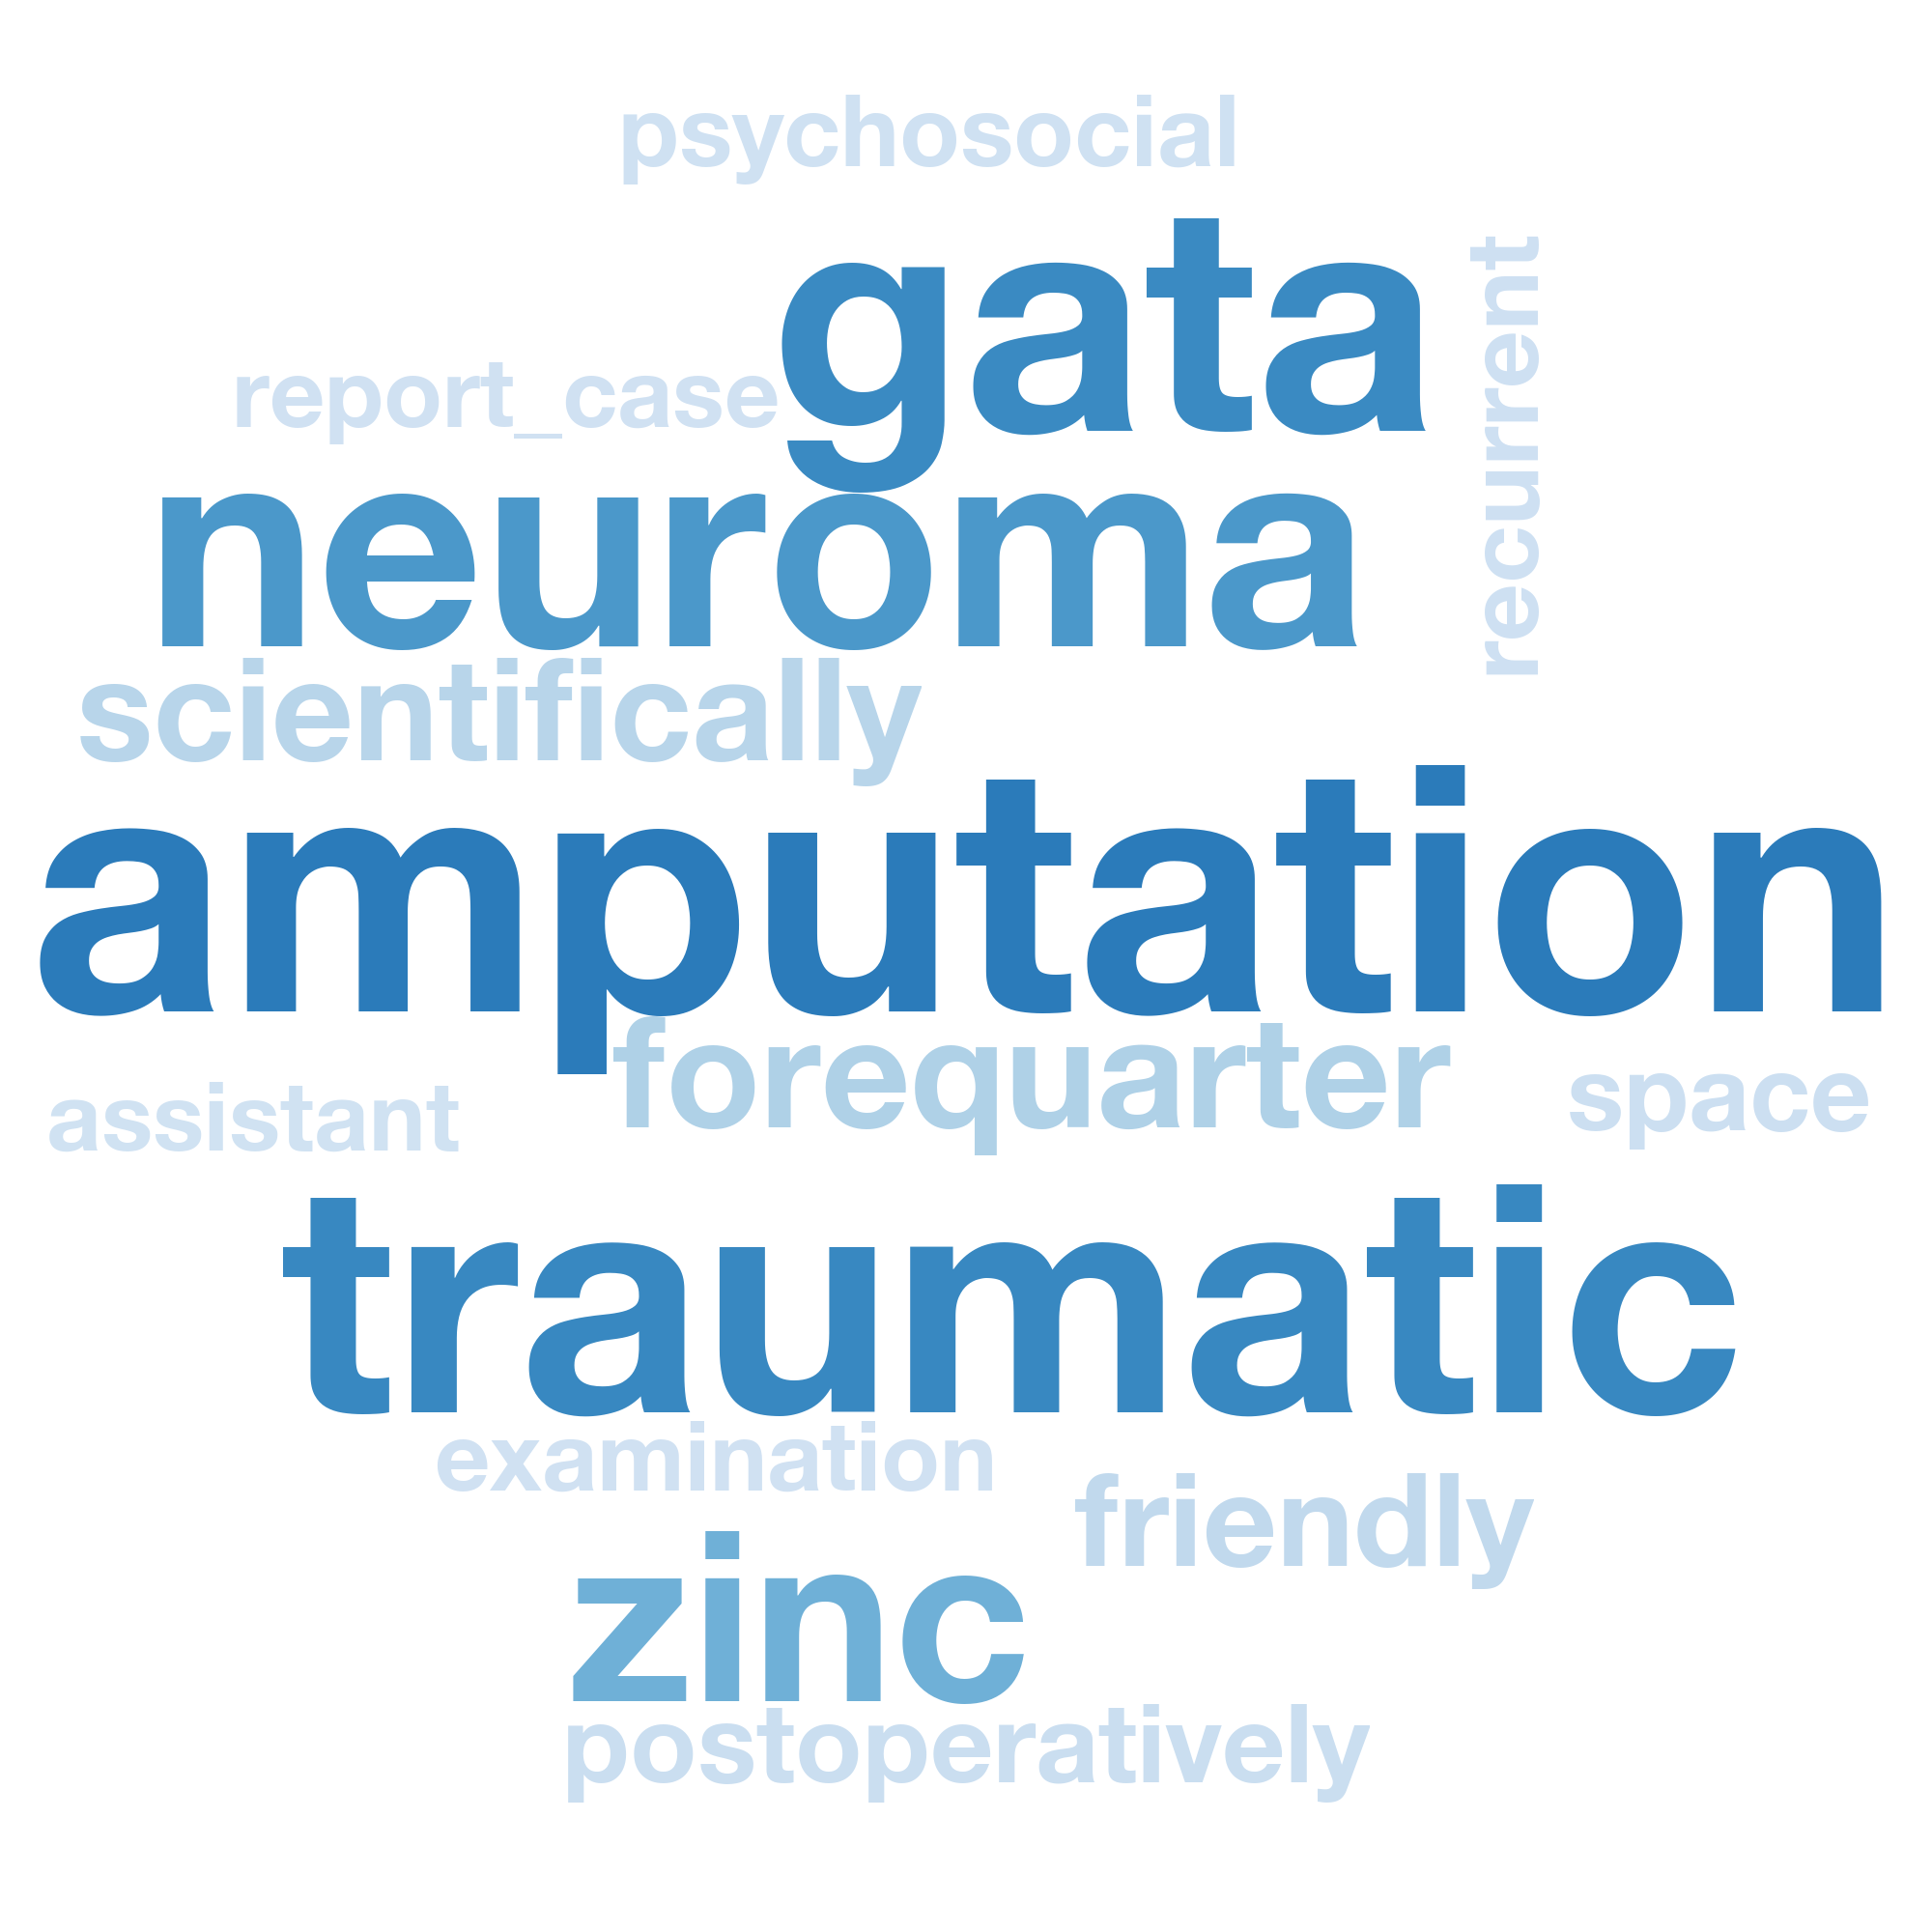 psychosocial
gata
recurrent
report_case
neuroma
scientifically
amputation
forequarter
assistant
space
traumatic
examination
friendly
zinc
postoperatively